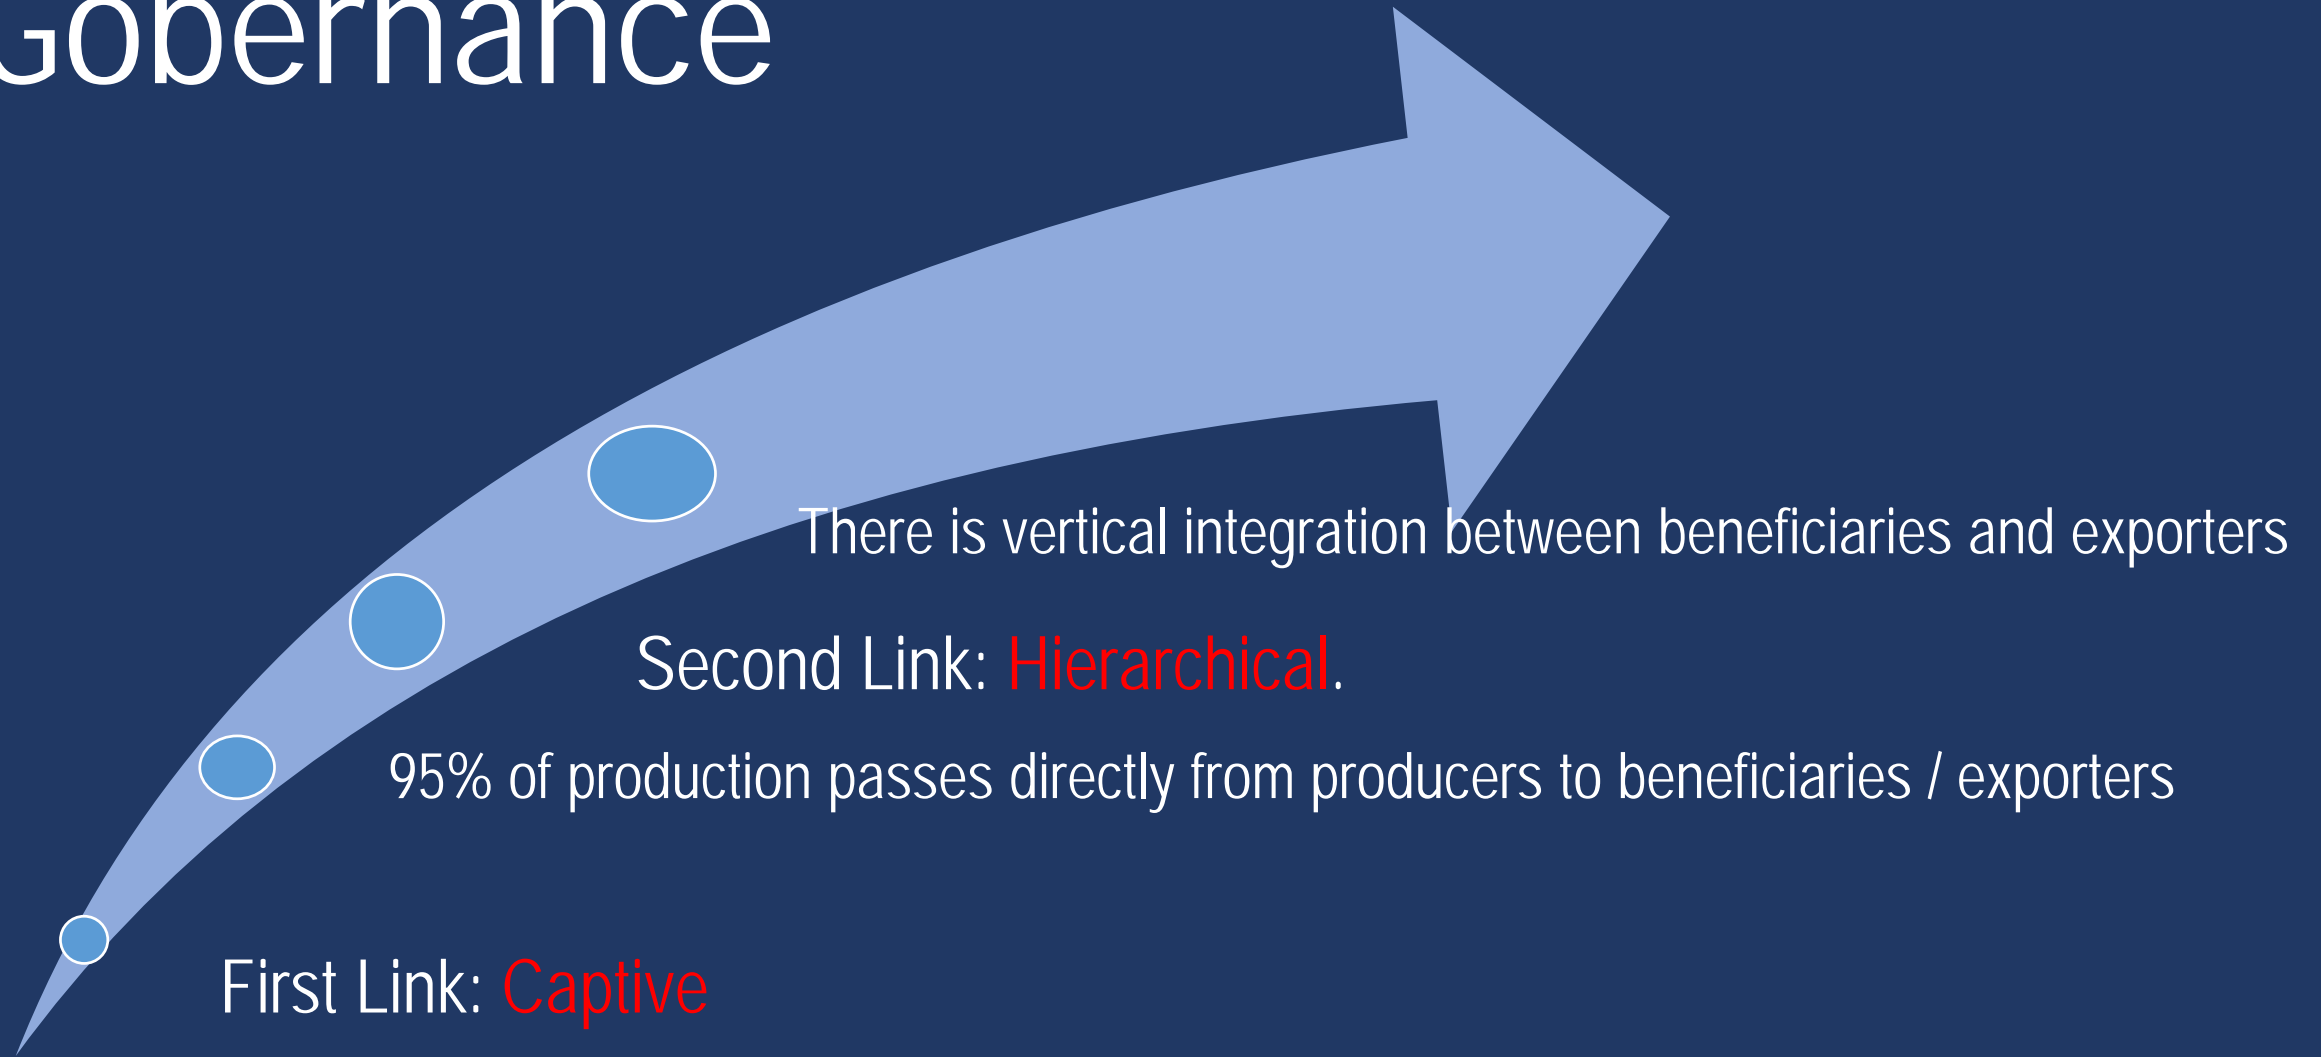 Gobernance
There is vertical integration between beneficiaries and exporters
Second Link: Hierarchical.
95% of production passes directly from producers to beneficiaries / exporters
First Link: Captive